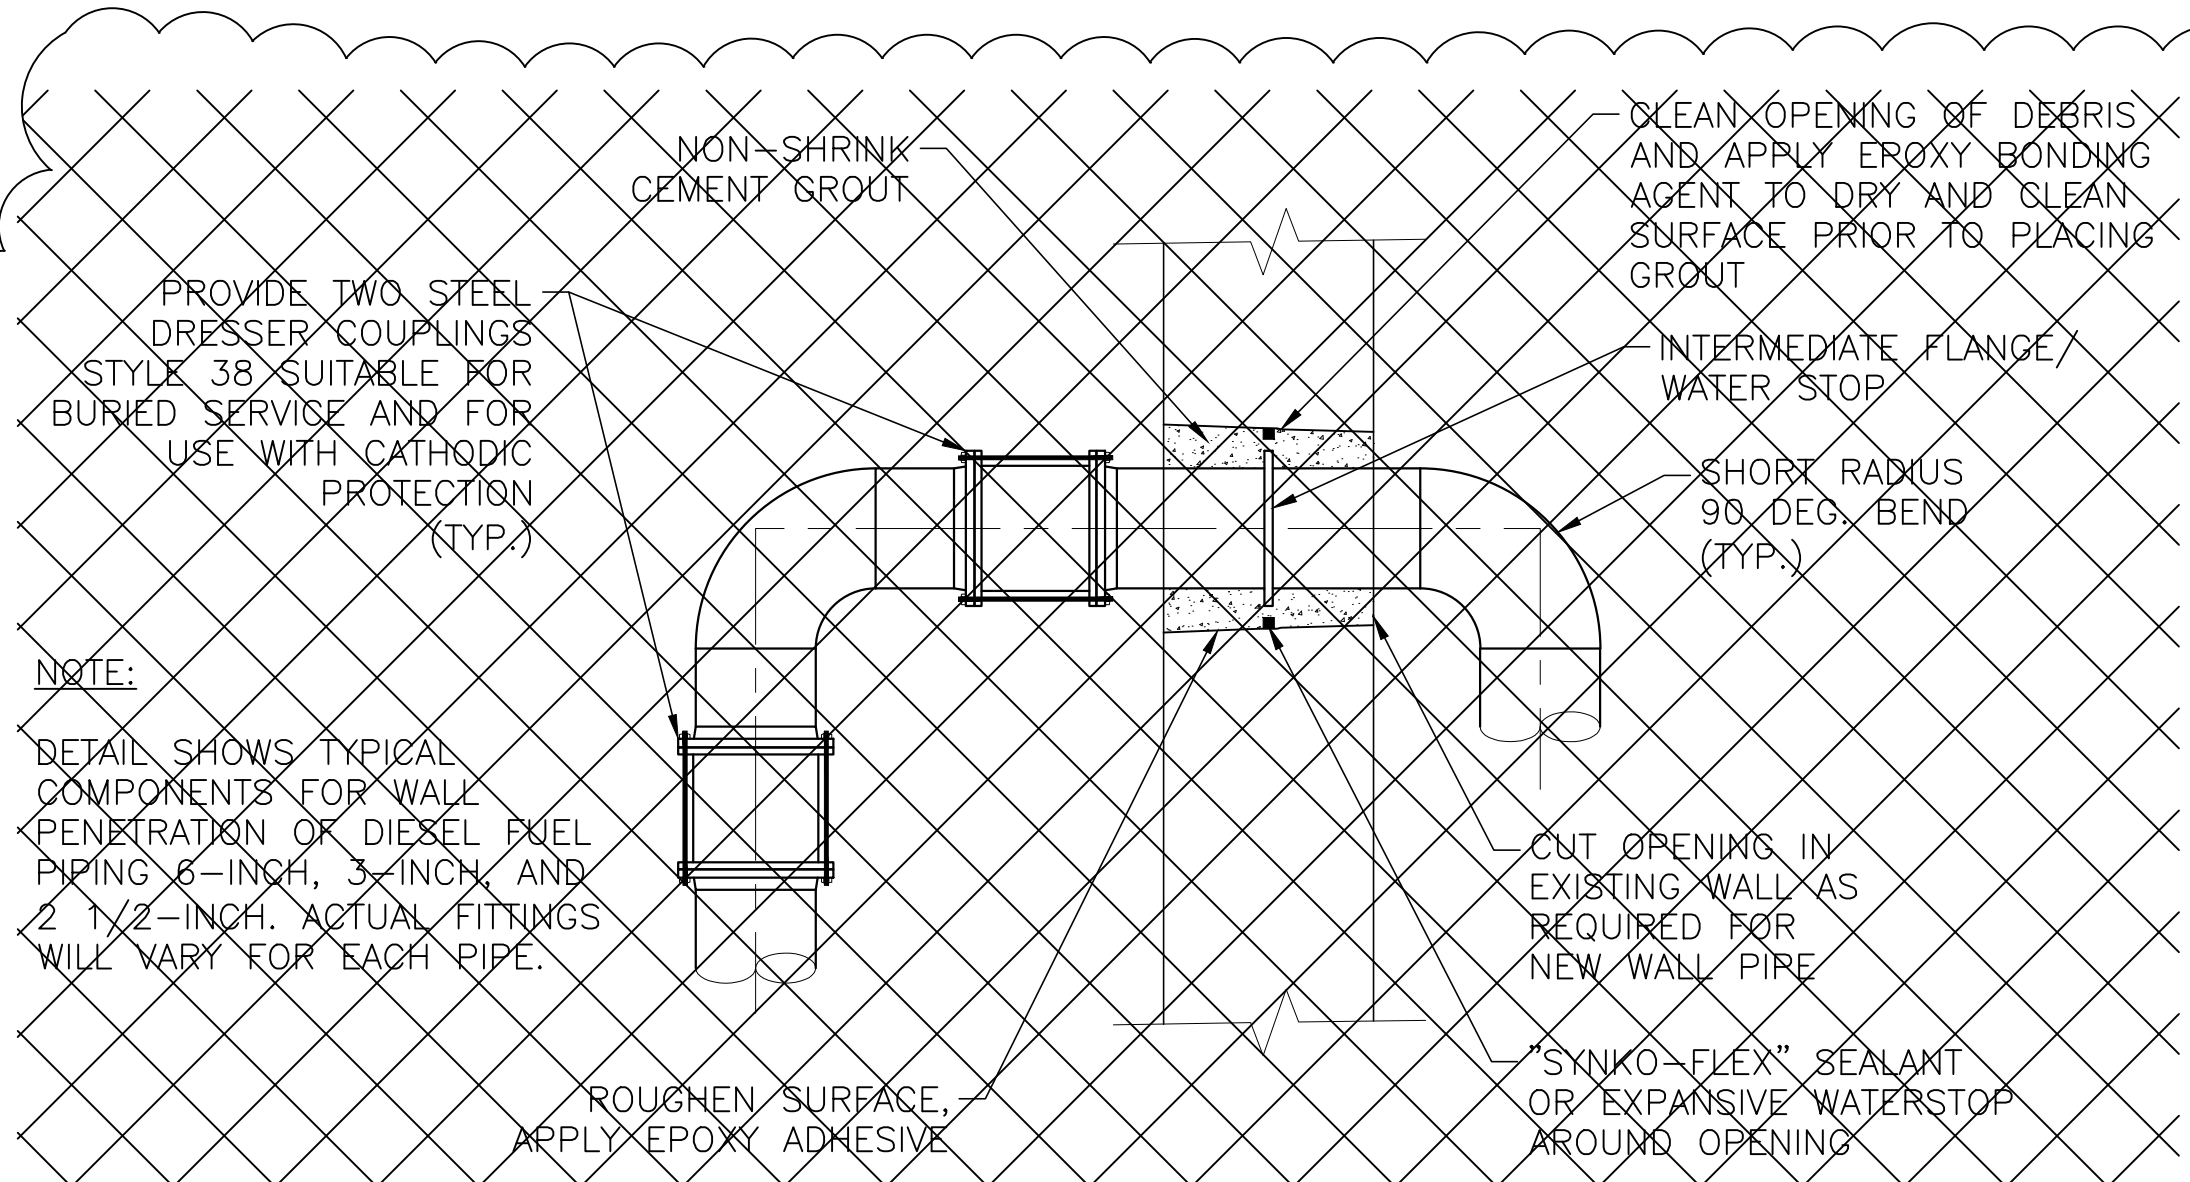 NON-SHRINK
CEMENT GROUT
CLEAN OPENING OF DEBRIS
AND APPLY EPOXY BONDING
AGENT TO DRY AND CLEAN
SURFACE PRIOR TO PLACING
GROUT
PROVIDE TWO STEEL
DRESSER COUPLINGS
STYLE 38 SUITABLE FOR
BURIED SERVICE AND FOR
USE WITH CATHODIC
PROTECTION
(TYP.)
INTERMEDIATE FLANGE/
WATER STOP
SHORT RADIUS
90 DEG. BEND
(TYP.)
NOTE:
DETAIL SHOWS TYPICAL
COMPONENTS FOR WALL
PENETRATION OF DIESEL FUEL
PIPING 6-INCH, 3-INCH, AND
2 1/2-INCH. ACTUAL FITTINGS
WILL VARY FOR EACH PIPE.
CUT OPENING IN
EXISTING WALL AS
REQUIRED FOR
NEW WALL PIPE
ROUGHEN SURFACE,
APPLY EPOXY ADHESIVE
"SYNKO-FLEX" SEALANT
OR EXPANSIVE WATERSTOP
AROUND OPENING